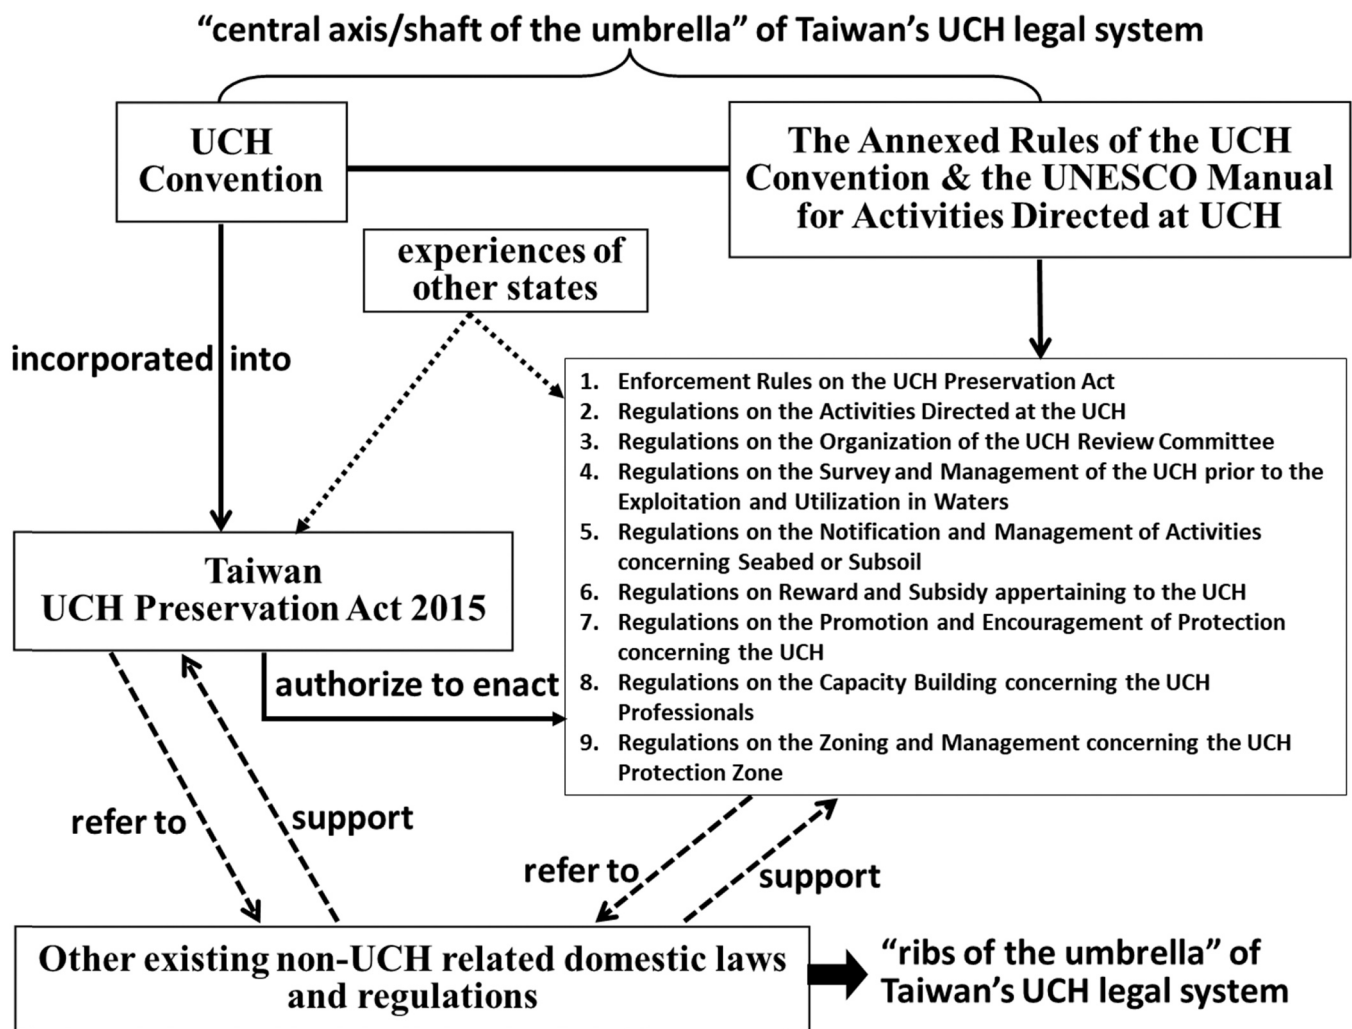 “central axis/shaft of the umbrella” of Taiwan’s UCH legal system
UCH
Convention
The Annexed Rules of the UCH
Convention & the UNESCO Manual
for Activities Directed at UCH
experiences of
other states
incorporated into
1. Enforcement Rules on the UCH Preservation Act
2. Regulations on the Activities Directed at the UCH
3. Regulations on the Organization of the UCH Review Committee
4. Regulations on the Survey and Management of the UCH prior to the
Exploitation and Utilization in Waters
5. Regulations on the Notification and Management of Activities
concerning Seabed or Subsoil
6. Regulations on Reward and Subsidy appertaining to the UCH
7. Regulations on the Promotion and Encouragement of Protection
concerning the UCH
8. Regulations on the Capacity Building concerning the UCH
Professionals
9. Regulations on the Zoning and Management concerning the UCH
Protection Zone
Taiwan
UCH Preservation Act 2015
authorize to enact
refer to
support
refer to
support
Other existing non-UCH related domestic laws
and regulations
“ribs of the umbrella” of
Taiwan’s UCH legal system